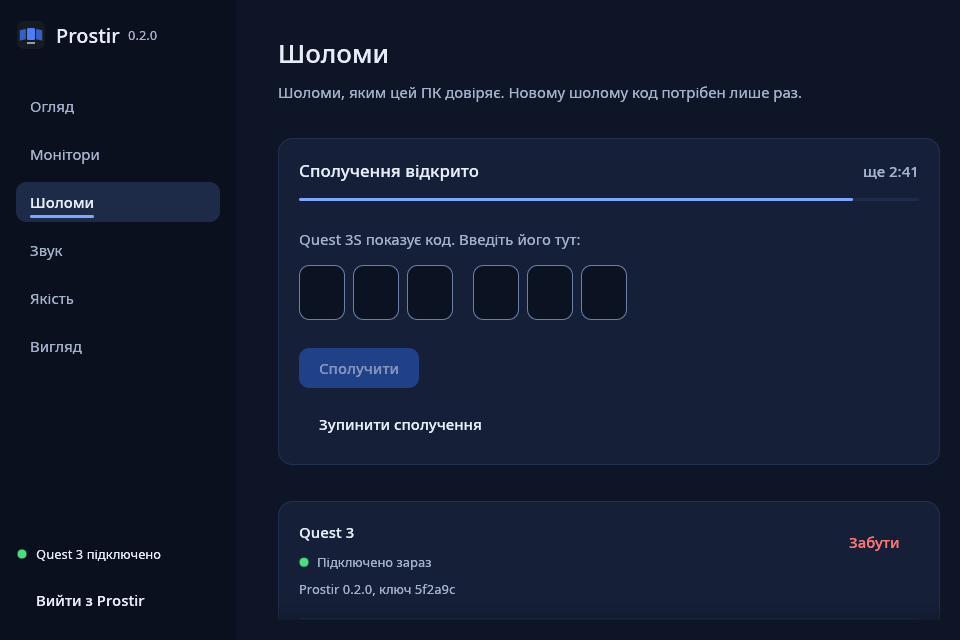 Prostir 0.2.0
Огляд
Монітори
Шоломи
Звук
Якість
Вигляд
Quest 3 підключено
Вийти з Prostir
Шоломи
Шоломи, яким цей ПК довіряє. Новому шолому код потрібен лише раз.
Сполучення відкрито
ще 2:41
Quest 3S показує код. Введіть його тут:
Сполучити
Зупинити сполучення
Quest 3
Підключено зараз
Prostir 0.2.0, ключ 5f2a9c
Забути